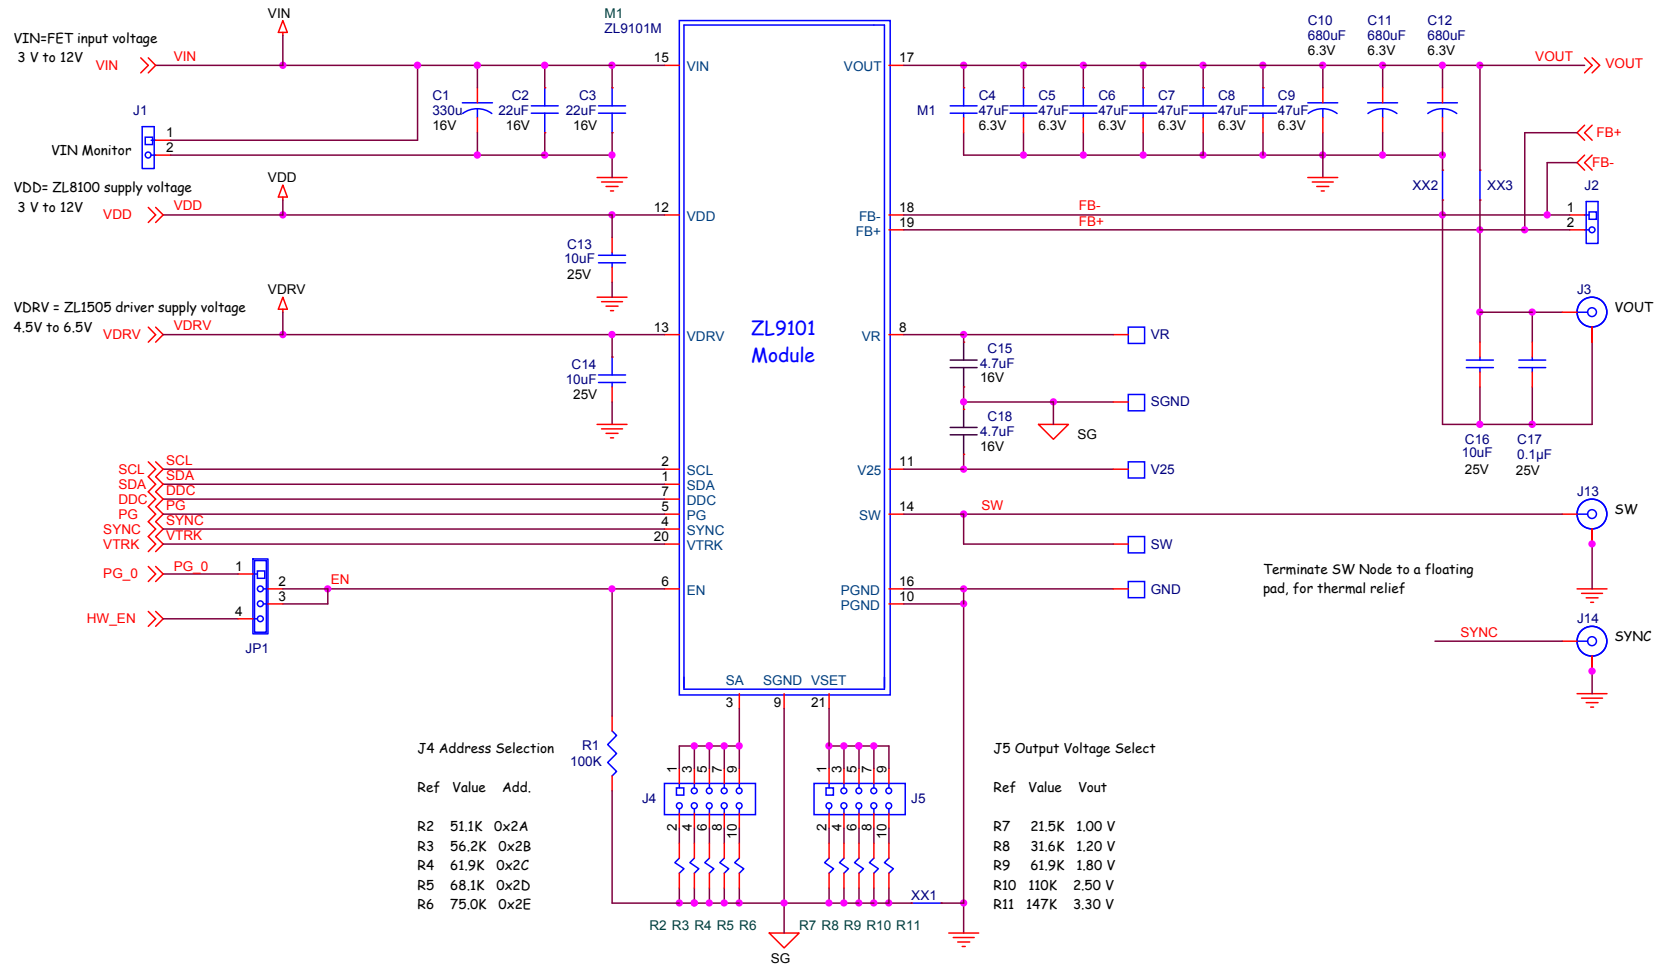 VIN
M1
ZL9101M
VIN=FET input voltage
3 V to 12V
VIN
VIN
15
VIN
VOUT
17
C10
680uF
6.3V
C11
680uF
6.3V
C12
680uF
6.3V
VOUT
VOUT
J1
1
2
VIN Monitor
C1
330u
16V
C2
22uF
16V
C3
22uF
16V
M1
C4
47uF
6.3V
C5
47uF
6.3V
C6
47uF
6.3V
C7
47uF
6.3V
C8
47uF
6.3V
C9
47uF
6.3V
FB+
FB-
XX2
XX3
J2
1
2
VDD= ZL8100 supply voltage
3 V to 12V
VDD
VDD
VDD
12
VDD
C13
10uF
25V
FB-
18
FB-
FB+
19
FB+
VDRV = ZL1505 driver supply voltage
4.5V to 6.5V
VDRV
VDRV
VDRV
13
VDRV
C14
10uF
25V
ZL9101
Module
VR
8
VR
C15
4.7uF
16V
SGND
SG
C18
4.7uF
16V
V25
11
V25
J3
VOUT
C16
10uF
25V
C17
0.1µF
25V
SCL
SCL
2
SCL
SDA
SDA
1
SDA
DDC
DDC
7
DDC
PG
PG
5
PG
SYNC
SYNC
4
SYNC
VTRK
VTRK
20
VTRK
SW
14
SW
SW
J13
SW
PG_0
PG_0
1
2
3
4
EN
6
EN
HW_EN
JP1
PGND
16
GND
PGND
10
Terminate SW Node to a floating
pad, for thermal relief
J14
SYNC
SYNC
SA
SGND
VSET
3
9
21
J4 Address Selection
Ref Value Add.
R2 51.1K 0x2A
R3 56.2K 0x2B
R4 61.9K 0x2C
R5 68.1K 0x2D
R6 75.0K 0x2E
R1
100K
1 3 5 7 9
J4
2 4 6 8 10
R2 R3 R4 R5 R6
1 3 5 7 9
J5
2 4 6 8 10
R7 R8 R9 R10 R11
XX1
SG
J5 Output Voltage Select
Ref Value Vout
R7 21.5K 1.00 V
R8 31.6K 1.20 V
R9 61.9K 1.80 V
R10 110K 2.50 V
R11 147K 3.30 V